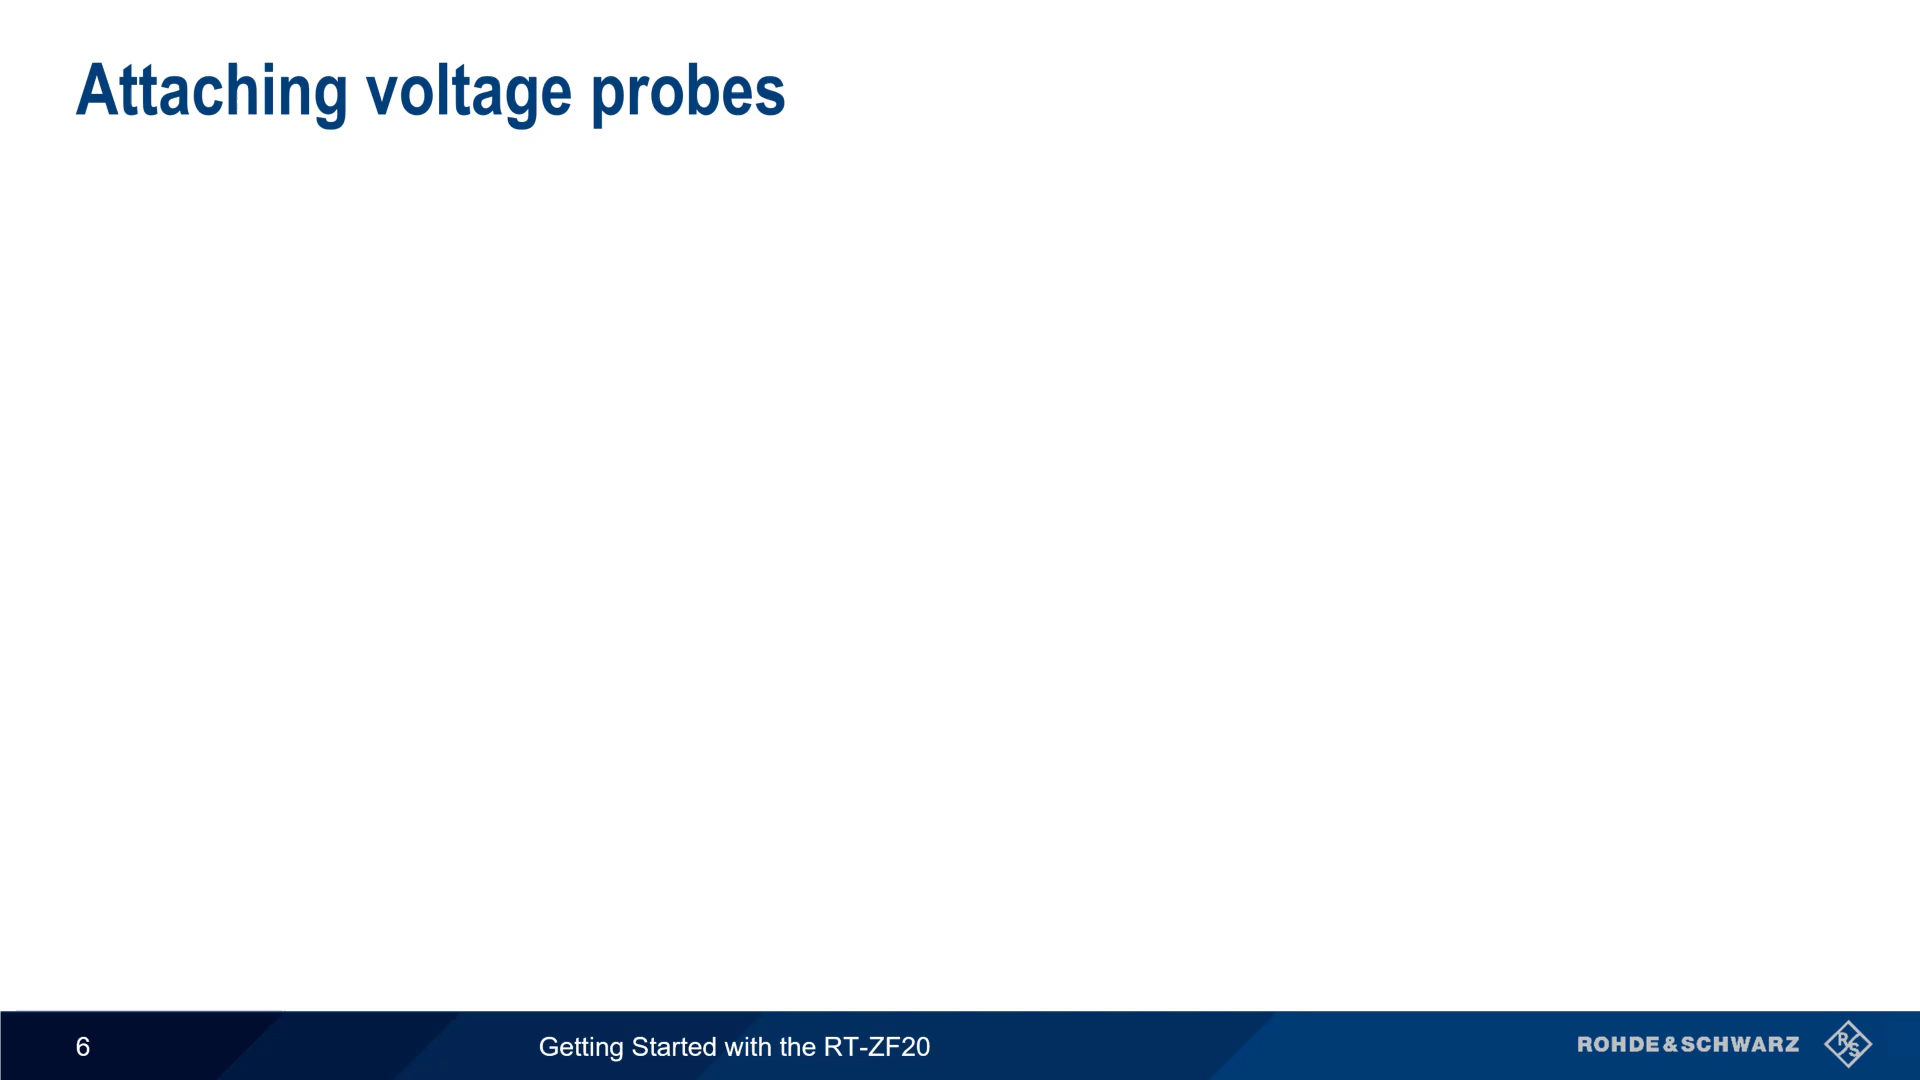 Attaching voltage probes
6
Getting Started with the RT-ZF20
ROHDE&SCHWARZ
R
S